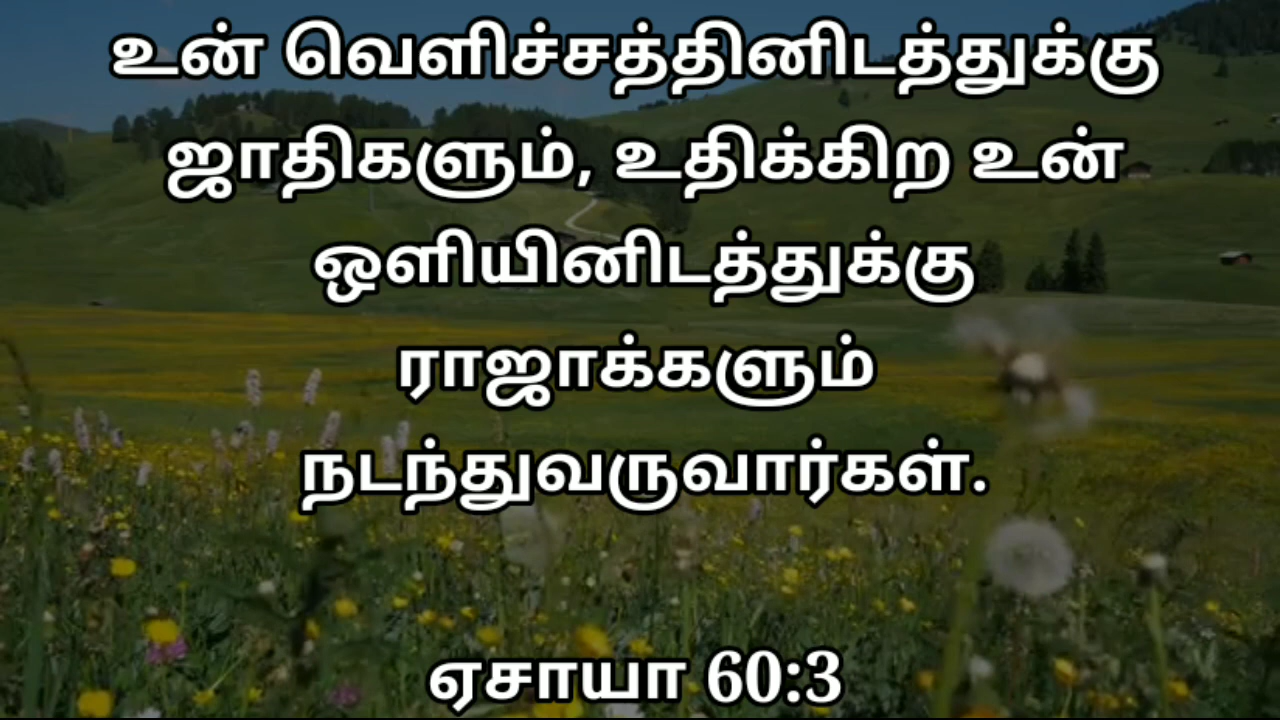 உன் வெளிச்சத்தினிடத்துக்கு
ஜாதிகளும், உதிக்கிற உன்
ஒளியினிடத்துக்கு
ராஜாக்களும்
நடந்துவருவார்கள்.
ஏசாயா 60:3